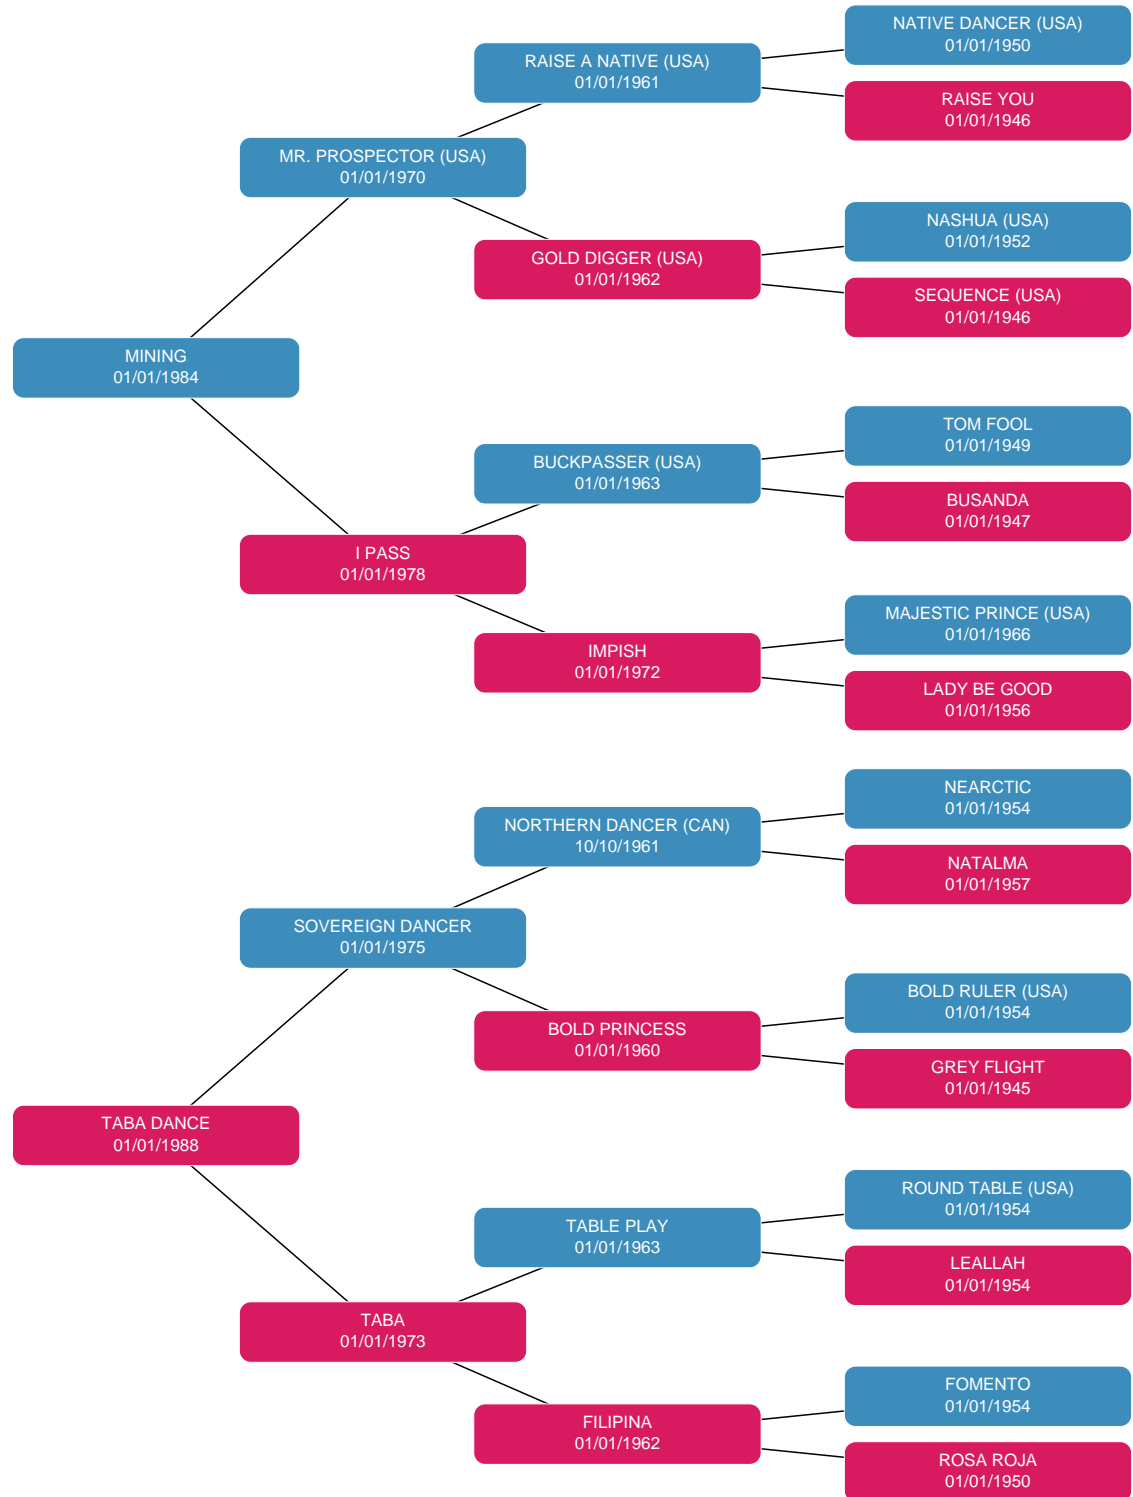 NATIVE DANCER (USA)
01/01/1950
RAISE A NATIVE (USA)
01/01/1961
RAISE YOU
01/01/1946
MR. PROSPECTOR (USA)
01/01/1970
NASHUA (USA)
01/01/1952
GOLD DIGGER (USA)
01/01/1962
SEQUENCE (USA)
01/01/1946
MINING
01/01/1984
TOM FOOL
01/01/1949
BUCKPASSER (USA)
01/01/1963
BUSANDA
01/01/1947
I PASS
01/01/1978
MAJESTIC PRINCE (USA)
01/01/1966
IMPISH
01/01/1972
LADY BE GOOD
01/01/1956
NEARCTIC
01/01/1954
NORTHERN DANCER (CAN)
10/10/1961
NATALMA
01/01/1957
SOVEREIGN DANCER
01/01/1975
BOLD RULER (USA)
01/01/1954
BOLD PRINCESS
01/01/1960
GREY FLIGHT
01/01/1945
TABA DANCE
01/01/1988
ROUND TABLE (USA)
01/01/1954
TABLE PLAY
01/01/1963
LEALLAH
01/01/1954
TABA
01/01/1973
FOMENTO
01/01/1954
FILIPINA
01/01/1962
ROSA ROJA
01/01/1950